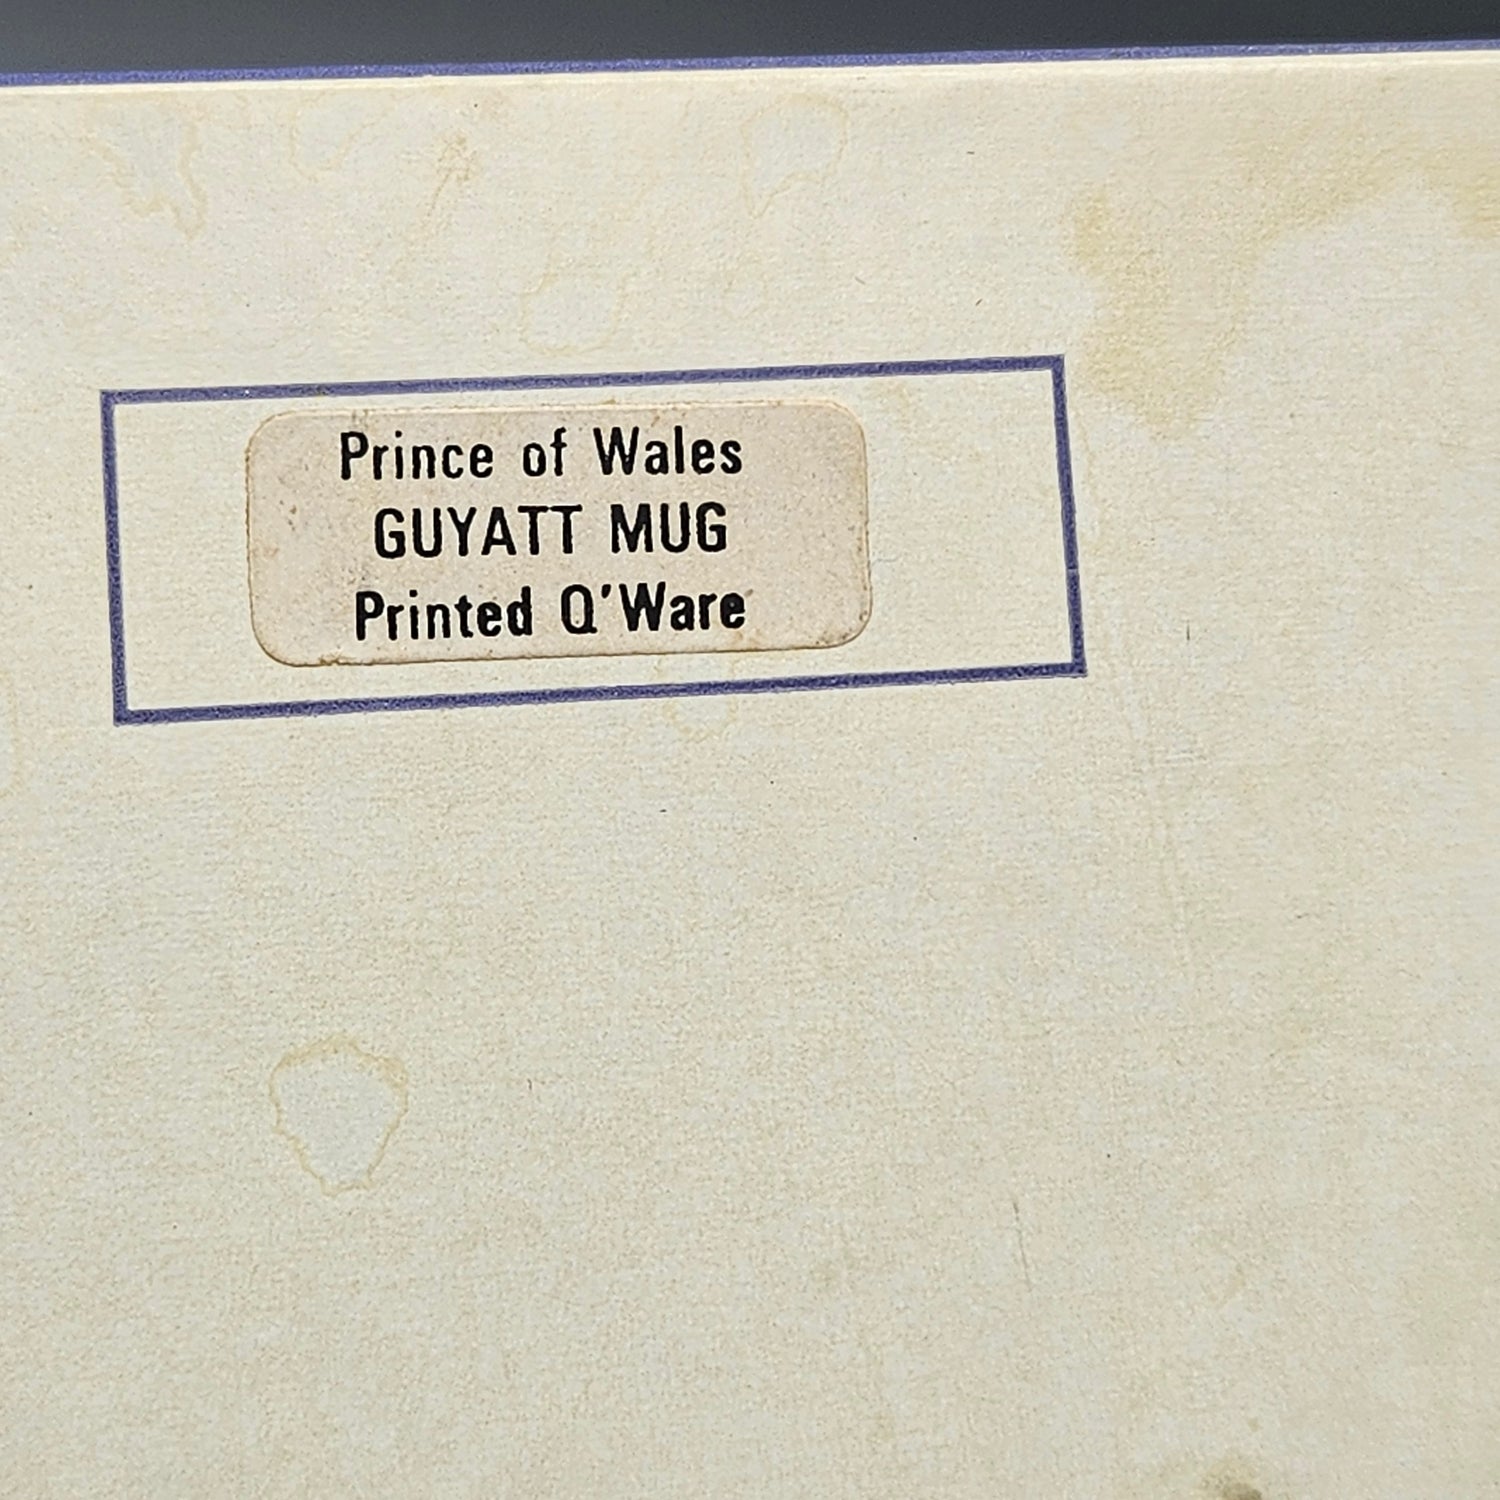 Prince of Wales
GUYATT MUG
Printed Q'Ware